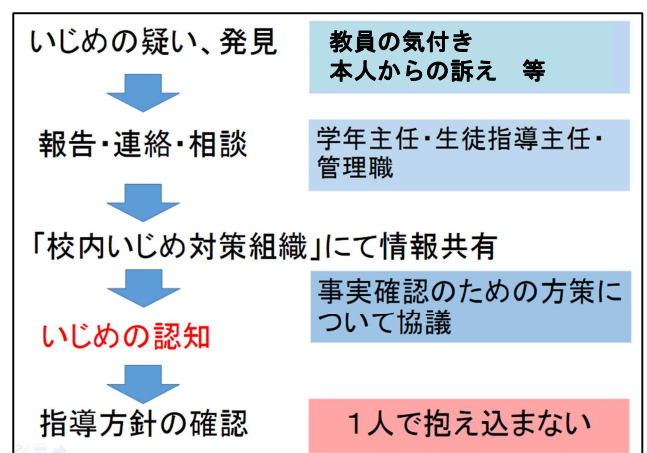 いじめの疑い、発見
教員の気付き
本人からの訴え　等
報告・連絡・相談
学年主任・生徒指導主任・
管理職
「校内いじめ対策組織」にて情報共有
事実確認のための方策に
ついて協議
いじめの認知
指導方針の確認
１人で抱え込まない